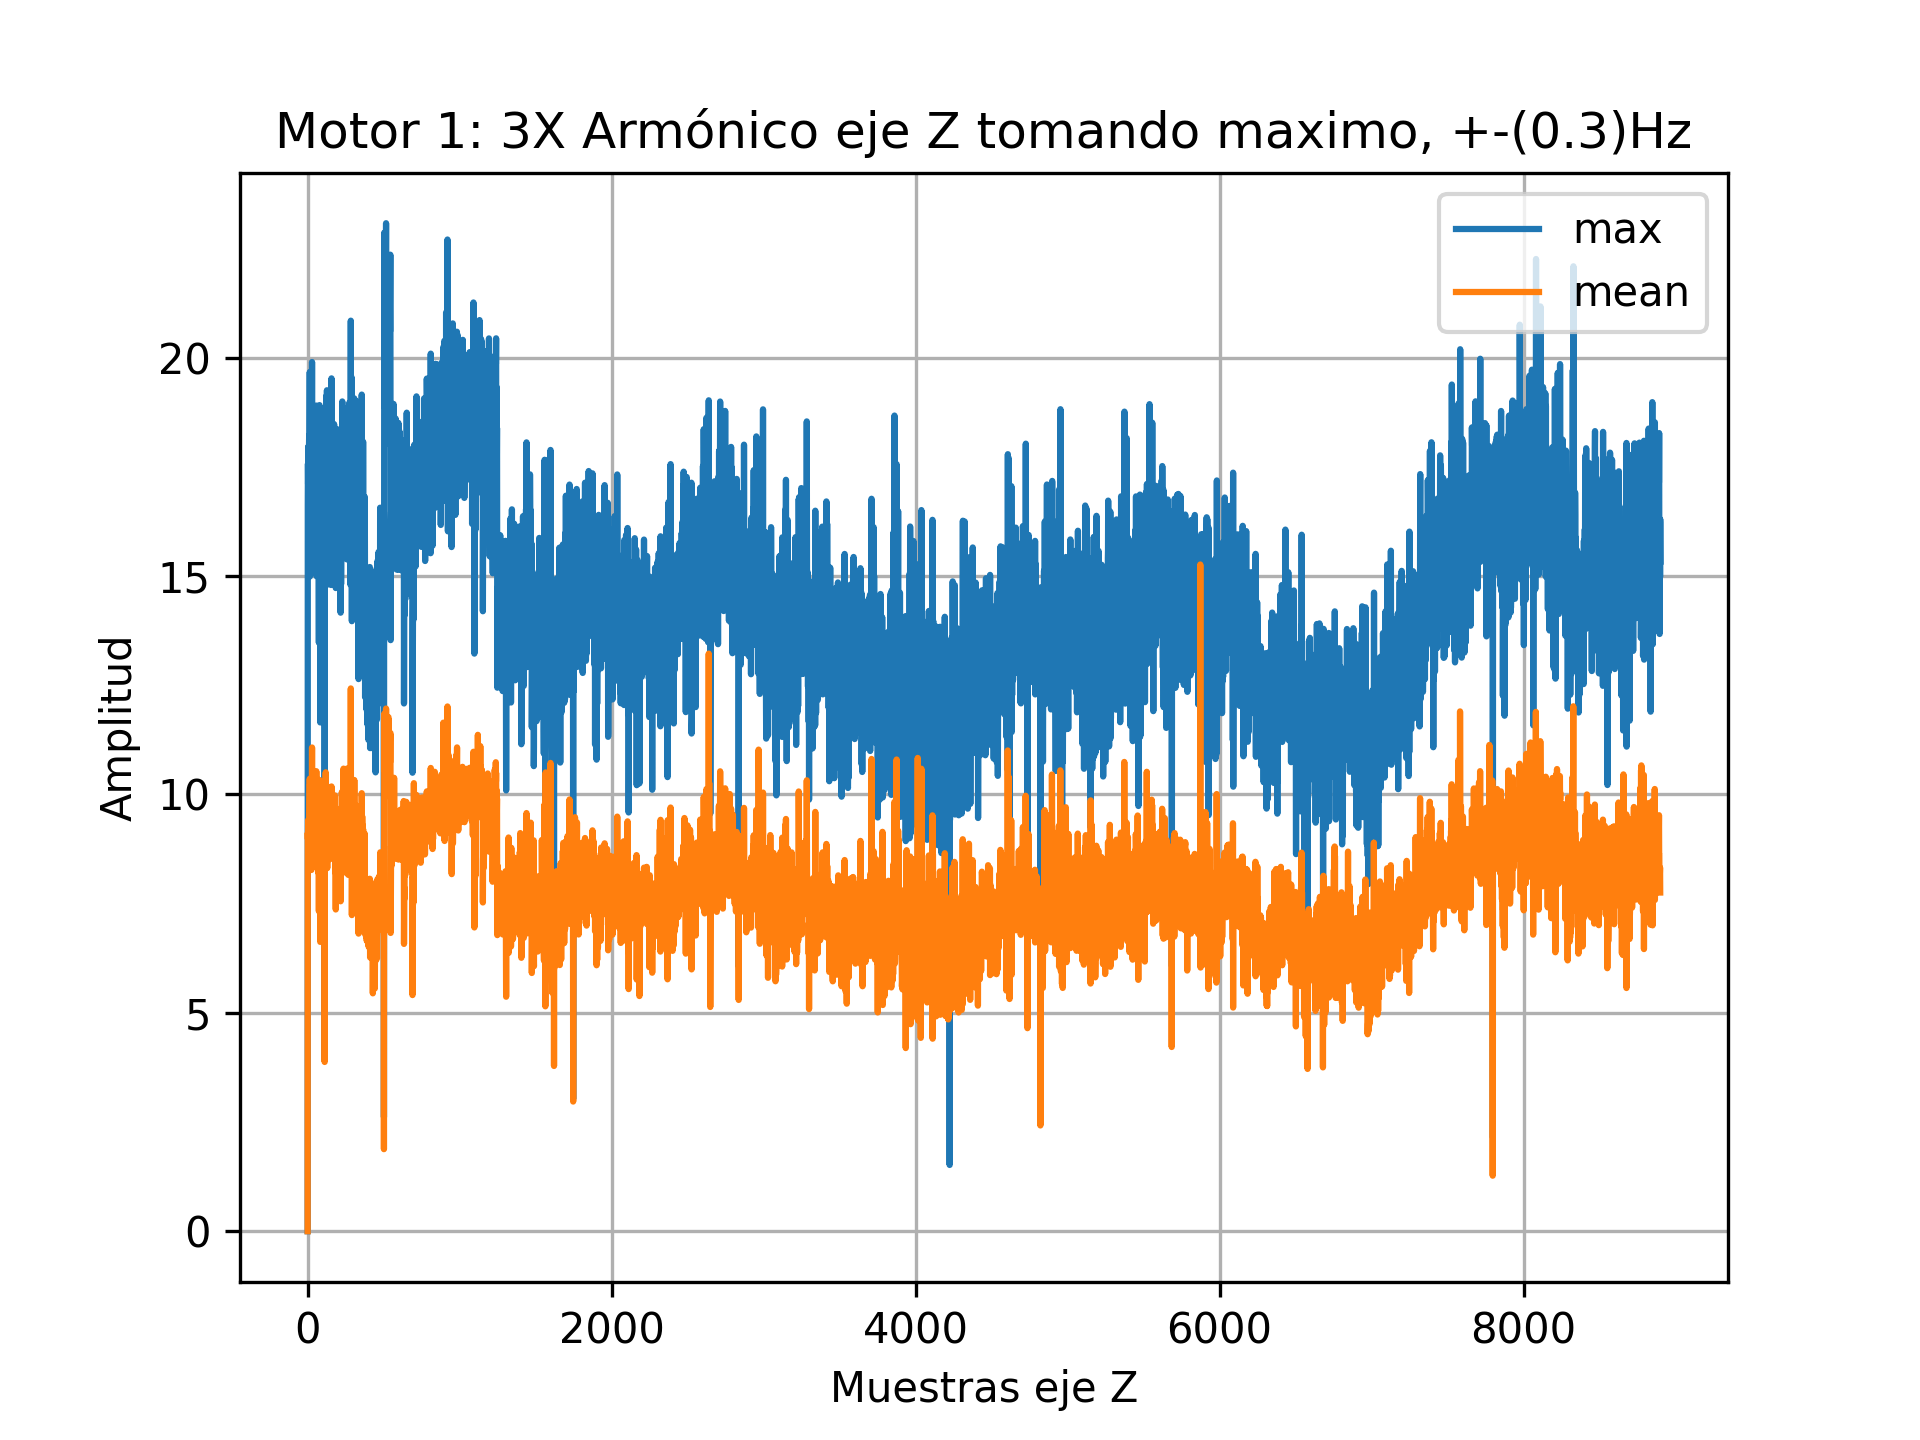 Motor 1: 3X Armónico eje Z tomando maximo, +-(0.3)Hz
max
mean
20
15
10
5
0
Amplitud
0 2000 4000 6000 8000
Muestras eje Z